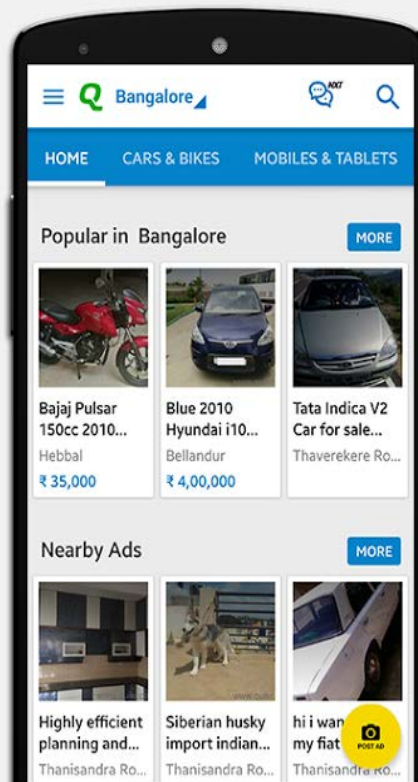 Q Bangalore NXT
HOME CARS & BIKES MOBILES & TABLETS
Popular in Bangalore MORE
Bajaj Pulsar
150cc 2010...
Hebbal
₹ 35,000
Blue 2010
Hyundai i10...
Bellandur
₹ 4,00,000
Tata Indica V2
Car for sale...
Thaverekere Ro...
Nearby Ads MORE
Highly efficient
planning and...
Thanisandra Ro...
Siberian husky
import indian...
Thanisandra Ro...
hi i
my fiat
Thanisandra Ro...
POST AD